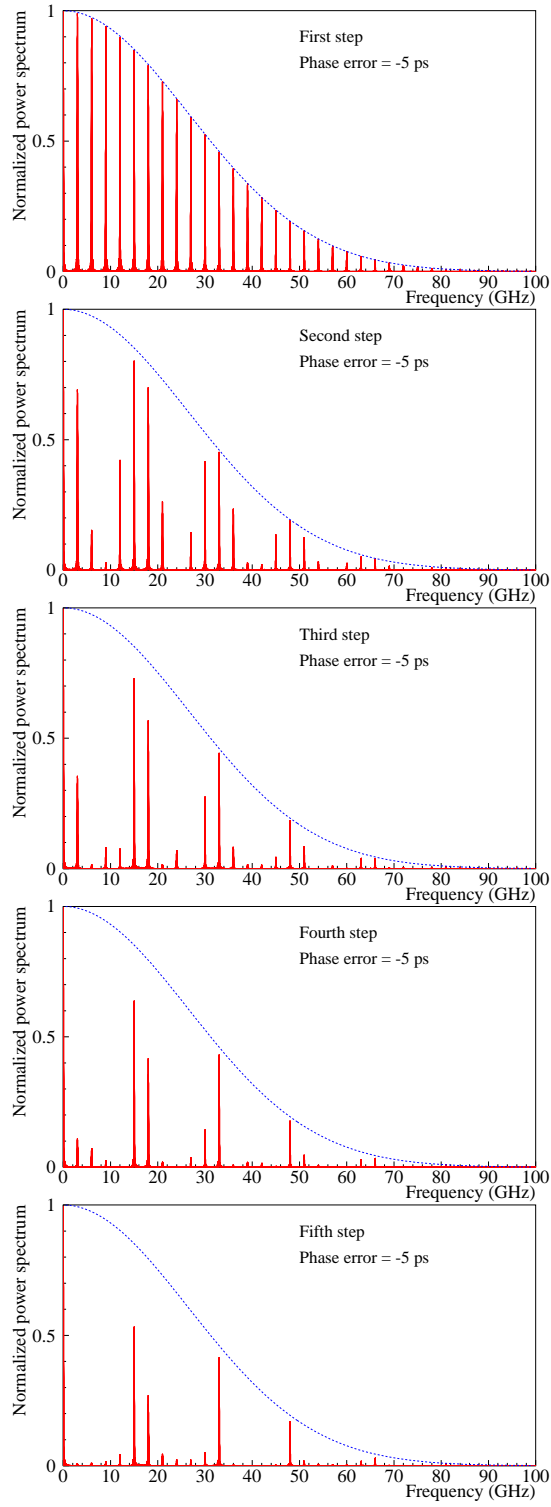 Normalized power spectrum
1
0.5
0
First step
Phase error = -5 ps
0 10 20 30 40 50 60 70 80 90 100
Frequency (GHz)
Normalized power spectrum
1
0.5
0
Second step
Phase error = -5 ps
0 10 20 30 40 50 60 70 80 90 100
Frequency (GHz)
Normalized power spectrum
1
0.5
0
Third step
Phase error = -5 ps
0 10 20 30 40 50 60 70 80 90 100
Frequency (GHz)
Normalized power spectrum
1
0.5
0
Fourth step
Phase error = -5 ps
0 10 20 30 40 50 60 70 80 90 100
Frequency (GHz)
Normalized power spectrum
1
0.5
0
Fifth step
Phase error = -5 ps
0 10 20 30 40 50 60 70 80 90 100
Frequency (GHz)